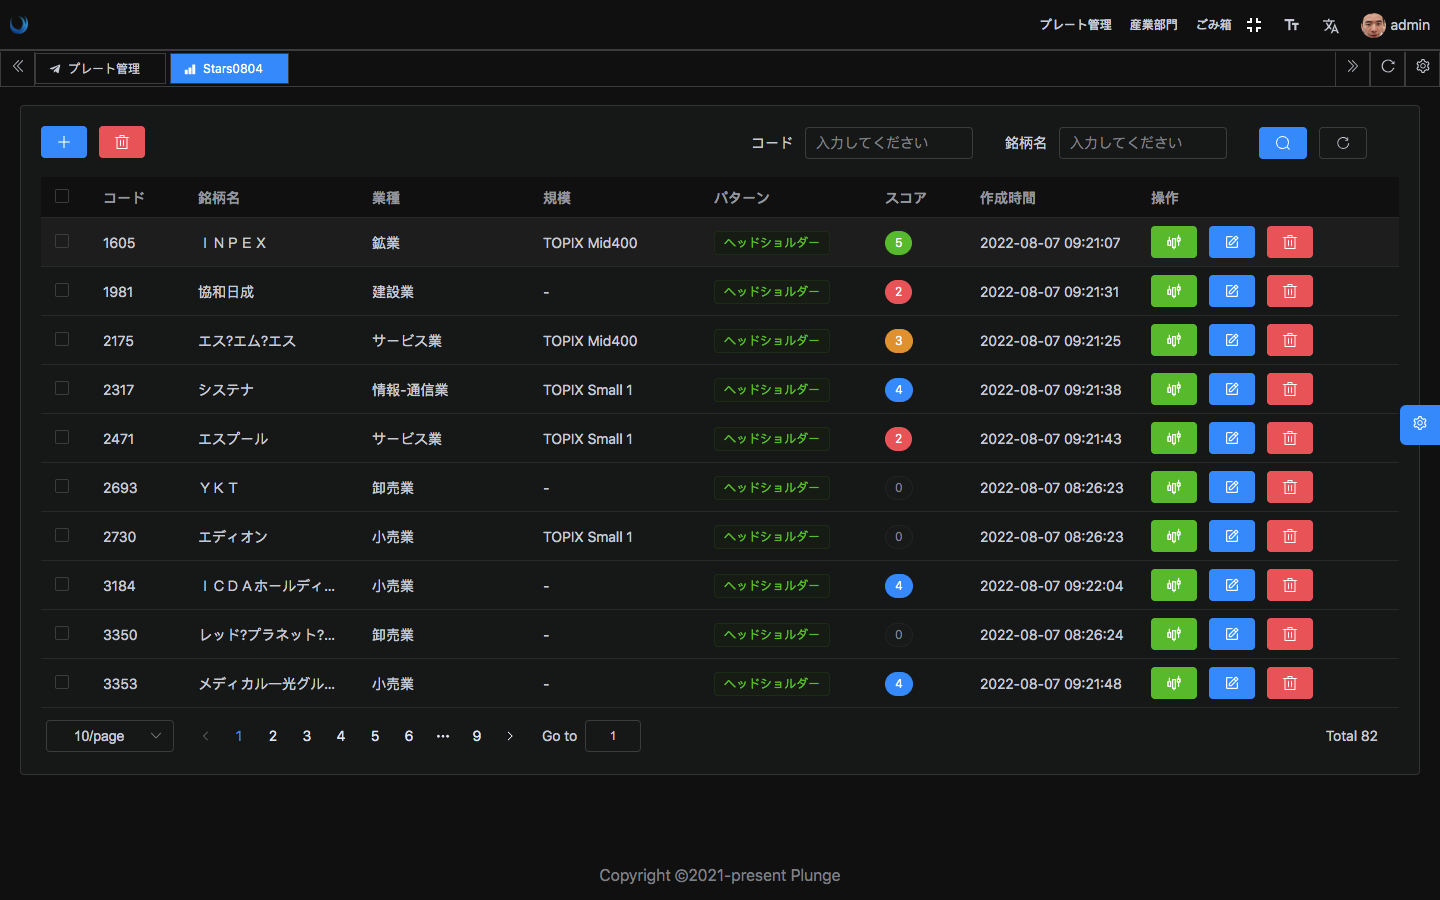 プレート管理 産業部門 ごみ箱 Tт 文A admin
プレート管理 Stars0804
コード 入力してください 銘柄名 入力してください
コード 銘柄名 業種 規模 パターン スコア 作成時間 操作
1605 ＩＮＰＥＸ 鉱業 TOPIX Mid400 ヘッドショルダー 5 2022-08-07 09:21:07
1981 協和日成 建設業 - ヘッドショルダー 2 2022-08-07 09:21:31
2175 エス?エム?エス サービス業 TOPIX Mid400 ヘッドショルダー 3 2022-08-07 09:21:25
2317 システナ 情報-通信業 TOPIX Small 1 ヘッドショルダー 4 2022-08-07 09:21:38
2471 エスプール サービス業 TOPIX Small 1 ヘッドショルダー 2 2022-08-07 09:21:43
2693 ＹＫＴ 卸売業 - ヘッドショルダー 0 2022-08-07 08:26:23
2730 エディオン 小売業 TOPIX Small 1 ヘッドショルダー 0 2022-08-07 08:26:23
3184 ＩＣＤＡホールディ... 小売業 - ヘッドショルダー 4 2022-08-07 09:22:04
3350 レッド?プラネット?... 卸売業 - ヘッドショルダー 0 2022-08-07 08:26:24
3353 メディカル一光グル... 小売業 - ヘッドショルダー 4 2022-08-07 09:21:48
10/page 1 2 3 4 5 6 ••• 9 Go to 1 Total 82
Copyright ©2021-present Plunge